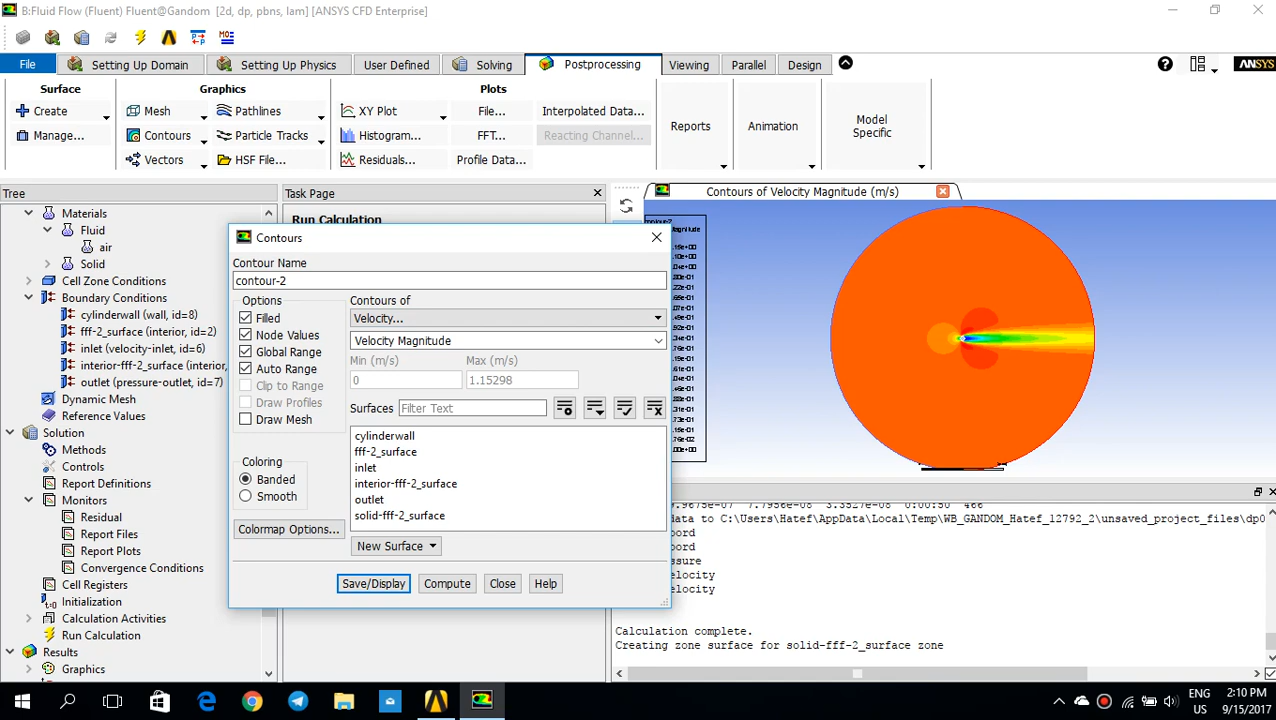 B:Fluid Flow (Fluent) Fluent@Gandom [2d, dp, pbns, lam] [ANSYS CFD Enterprise]
File Setting Up Domain Setting Up Physics User Defined Solving Postprocessing Viewing Parallel Design ANSYS
Surface Graphics Plots
Create Mesh Pathlines XY Plot File... Interpolated Data...
Manage... Contours Particle Tracks Histogram... FFT... Reacting Channel...
Vectors HSF File... Residuals... Profile Data...
Reports Animation Model
Specific
Tree Task Page Contours of Velocity Magnitude (m/s)
Materials
Fluid
air
Solid
Cell Zone Conditions
Boundary Conditions
cylinderwall (wall, id=8)
fff-2_surface (interior, id=2)
inlet (velocity-inlet, id=6)
interior-fff-2_surface (interior,
outlet (pressure-outlet, id=7)
Dynamic Mesh
Reference Values
Solution
Methods
Controls
Report Definitions
Monitors
Residual
Report Files
Report Plots
Convergence Conditions
Cell Registers
Initialization
Calculation Activities
Run Calculation
Results
Graphics
Run Calculation
Contours
Contour Name
contour-2
Options
Filled
Node Values
Global Range
Auto Range
Clip to Range
Draw Profiles
Draw Mesh
Coloring
Banded
Smooth
Colormap Options...
Contours of
Velocity...
Velocity Magnitude
Min (m/s) Max (m/s)
0 1.15298
Surfaces Filter Text
cylinderwall
fff-2_surface
inlet
interior-fff-2_surface
outlet
solid-fff-2_surface
New Surface
Save/Display Compute Close Help
data to C:\Users\Hatef\AppData\Local\Temp\WB_GANDOM_Hatef_12792_2\unsaved_project_files\dp0
oord
oord
ssure
elocity
elocity
Calculation complete.
Creating zone surface for solid-fff-2_surface zone
ENG 2:10 PM
US 9/15/2017